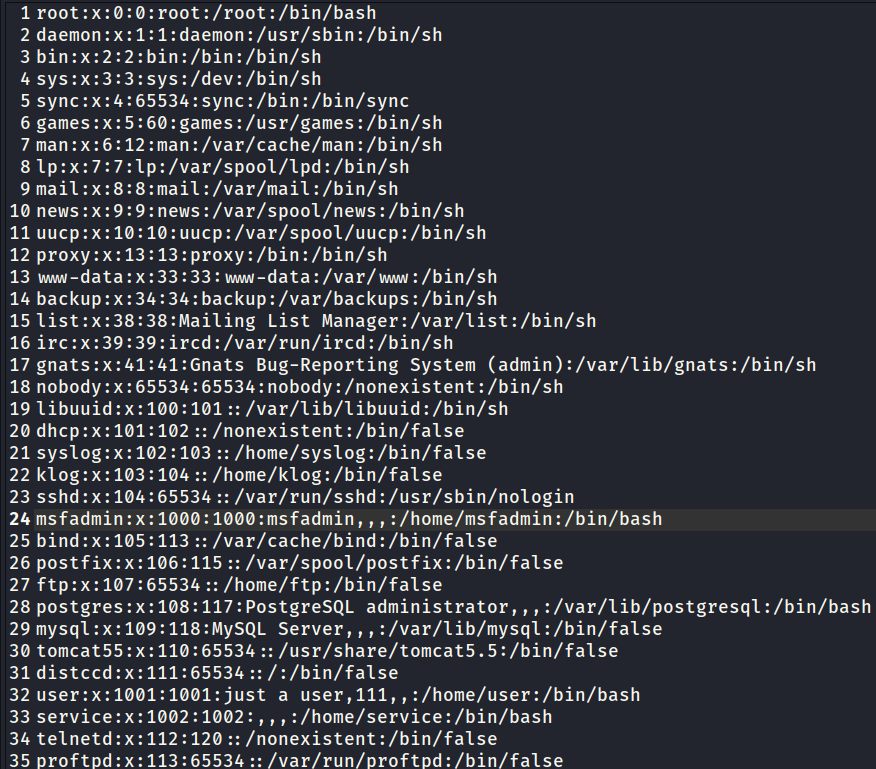 1 root:x:0:0:root:/root:/bin/bash
2 daemon:x:1:1:daemon:/usr/sbin:/bin/sh
3 bin:x:2:2:bin:/bin:/bin/sh
4 sys:x:3:3:sys:/dev:/bin/sh
5 sync:x:4:65534:sync:/bin:/bin/sync
6 games:x:5:60:games:/usr/games:/bin/sh
7 man:x:6:12:man:/var/cache/man:/bin/sh
8 lp:x:7:7:lp:/var/spool/lpd:/bin/sh
9 mail:x:8:8:mail:/var/mail:/bin/sh
10 news:x:9:9:news:/var/spool/news:/bin/sh
11 uucp:x:10:10:uucp:/var/spool/uucp:/bin/sh
12 proxy:x:13:13:proxy:/bin:/bin/sh
13 www-data:x:33:33:www-data:/var/www:/bin/sh
14 backup:x:34:34:backup:/var/backups:/bin/sh
15 list:x:38:38:Mailing List Manager:/var/list:/bin/sh
16 irc:x:39:39:ircd:/var/run/ircd:/bin/sh
17 gnats:x:41:41:Gnats Bug-Reporting System (admin):/var/lib/gnats:/bin/sh
18 nobody:x:65534:65534:nobody:/nonexistent:/bin/sh
19 libuuid:x:100:101::/var/lib/libuuid:/bin/sh
20 dhcp:x:101:102::/nonexistent:/bin/false
21 syslog:x:102:103::/home/syslog:/bin/false
22 klog:x:103:104::/home/klog:/bin/false
23 sshd:x:104:65534::/var/run/sshd:/usr/sbin/nologin
24 msfadmin:x:1000:1000:msfadmin,,,:/home/msfadmin:/bin/bash
25 bind:x:105:113::/var/cache/bind:/bin/false
26 postfix:x:106:115::/var/spool/postfix:/bin/false
27 ftp:x:107:65534::/home/ftp:/bin/false
28 postgres:x:108:117:PostgreSQL administrator,,,:/var/lib/postgresql:/bin/bash
29 mysql:x:109:118:MySQL Server,,,:/var/lib/mysql:/bin/false
30 tomcat55:x:110:65534::/usr/share/tomcat5.5:/bin/false
31 distccd:x:111:65534::/:/bin/false
32 user:x:1001:1001:just a user,111,,:/home/user:/bin/bash
33 service:x:1002:1002:,,,:/home/service:/bin/bash
34 telnetd:x:112:120::/nonexistent:/bin/false
35 proftpd:x:113:65534::/var/run/proftpd:/bin/false